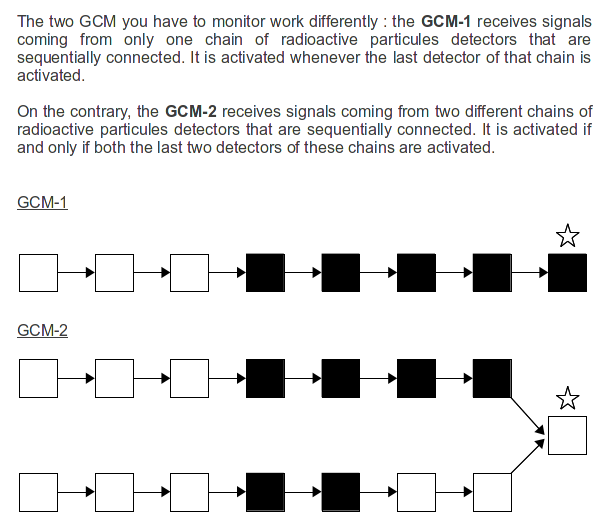 The two GCM you have to monitor work differently : the GCM-1 receives signals
coming from only one chain of radioactive particules detectors that are
sequentially connected. It is activated whenever the last detector of that chain is
activated.
On the contrary, the GCM-2 receives signals coming from two different chains of
radioactive particules detectors that are sequentially connected. It is activated if
and only if both the last two detectors of these chains are activated.
GCM-1
GCM-2